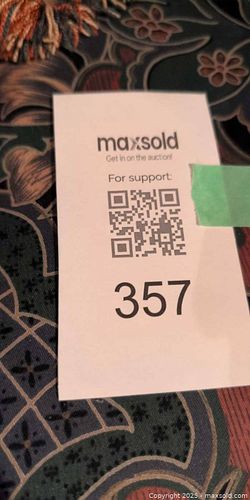 maxsold
Get in on the auction!
For support:
357
Copyright 2025 - maxsold.com